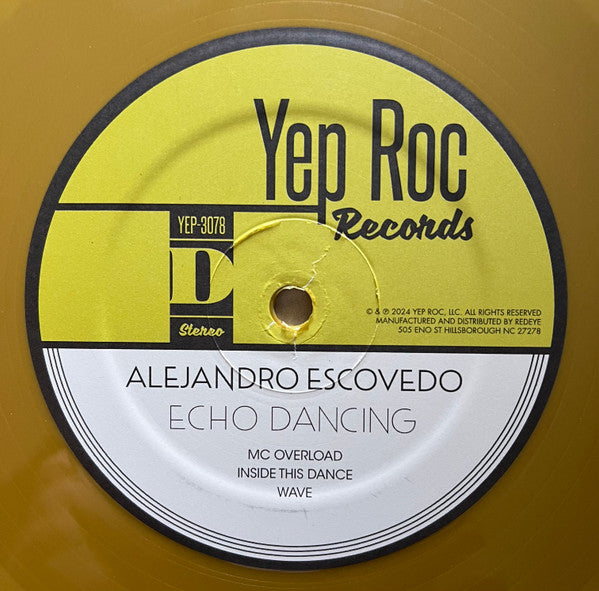 Yep Roc
Records
YEP-3078
D
Stereo
© & ℗ 2024 YEP ROC, LLC. ALL RIGHTS RESERVED
MANUFACTURED AND DISTRIBUTED BY REDEYE
505 ENO ST HILLSBOROUGH NC 27278
ALEJANDRO ESCOVEDO
ECHO DANCING
MC OVERLOAD
INSIDE THIS DANCE
WAVE